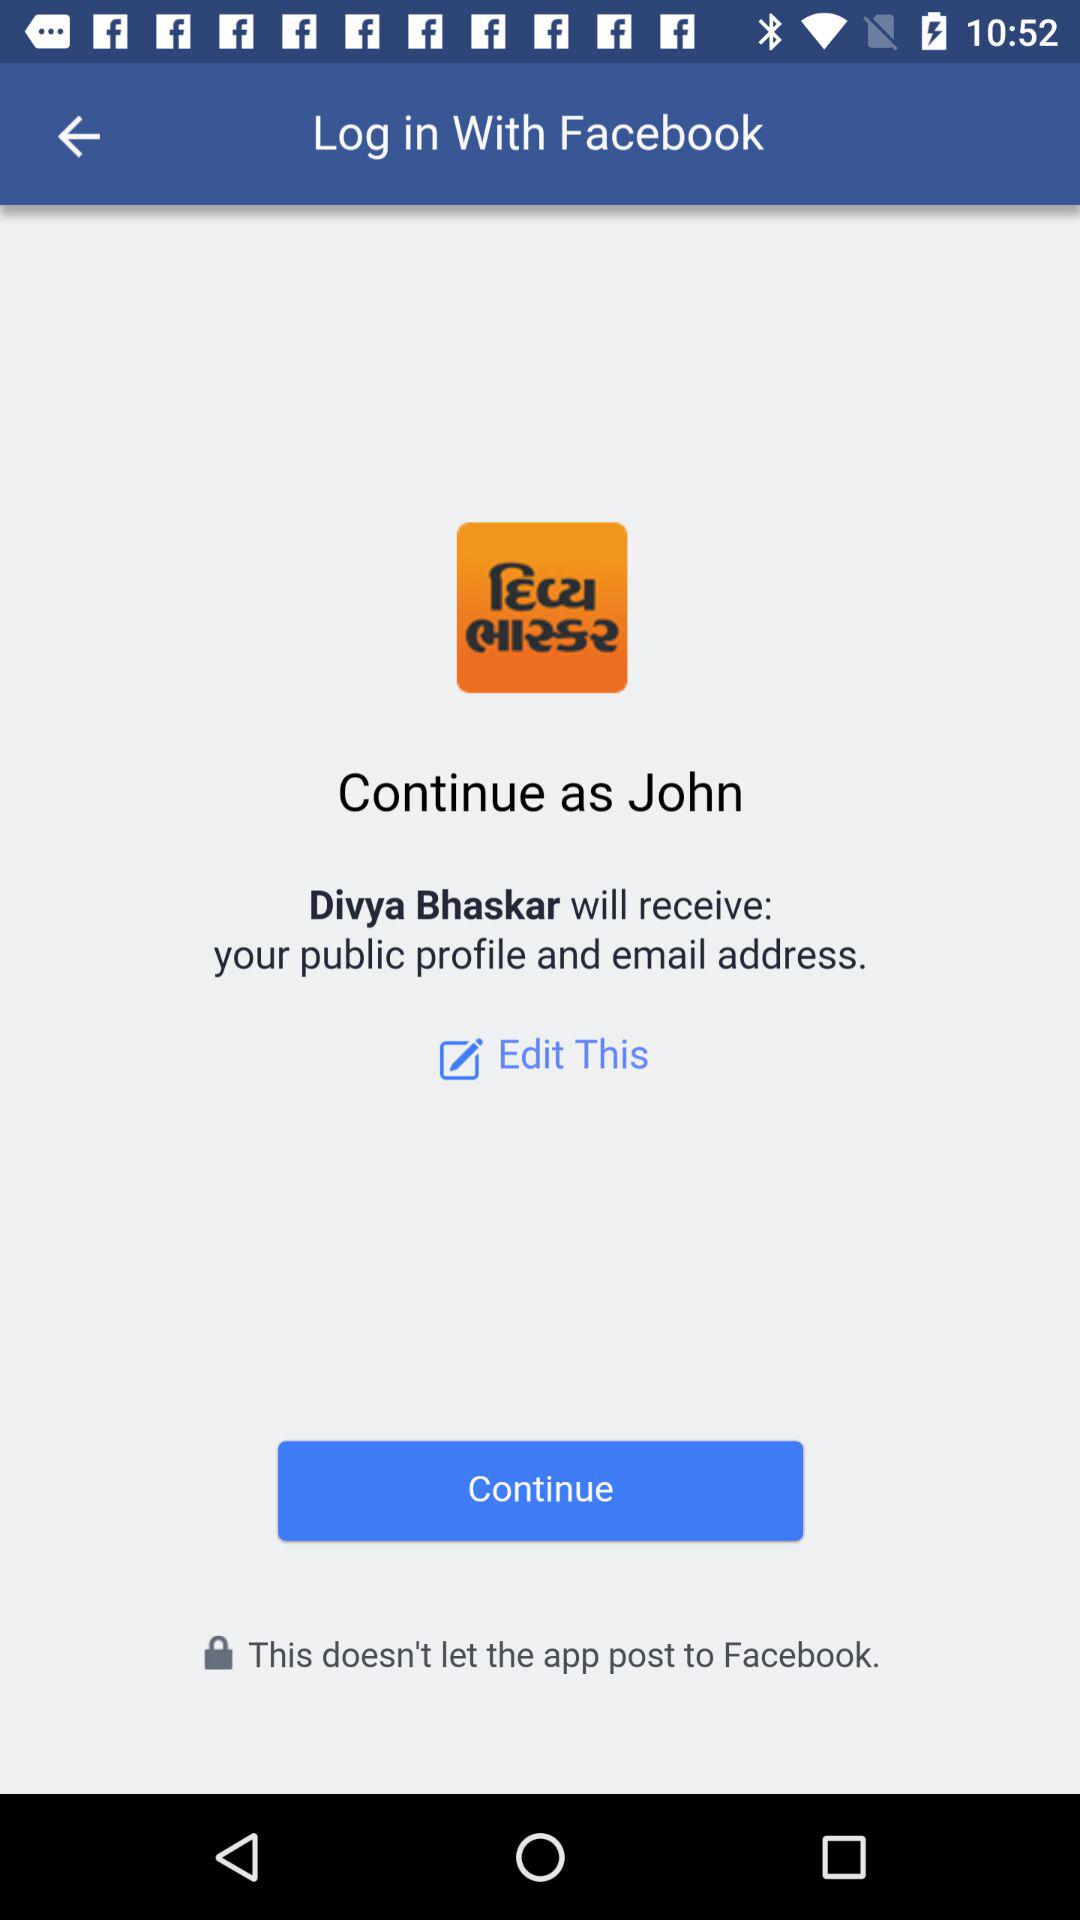 10:52
Log in With Facebook
દિવ્ય
ભાસ્કર
Continue as John
Divya Bhaskar will receive:
your public profile and email address.
Edit This
Continue
This doesn't let the app post to Facebook.